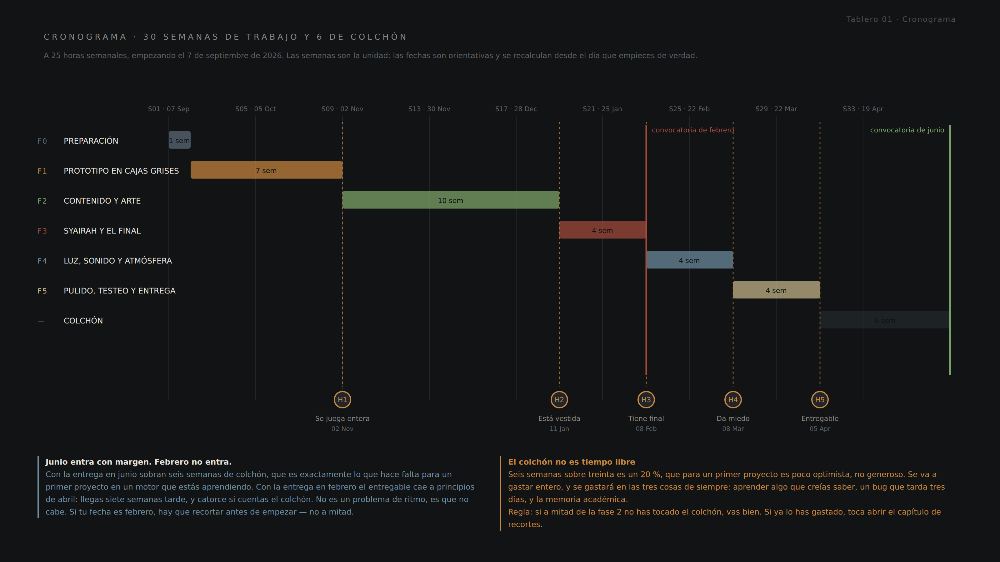 Tablero 01 · Cronograma
CRONOGRAMA · 30 SEMANAS DE TRABAJO Y 6 DE COLCHÓN
A 25 horas semanales, empezando el 7 de septiembre de 2026. Las semanas son la unidad; las fechas son orientativas y se recalculan desde el día que empieces de verdad.
S01 · 07 Sep
S05 · 05 Oct
S09 · 02 Nov
S13 · 30 Nov
S17 · 28 Dec
S21 · 25 Jan
S25 · 22 Feb
S29 · 22 Mar
S33 · 19 Apr
convocatoria de febrero
convocatoria de junio
F0 PREPARACIÓN 1 sem
F1 PROTOTIPO EN CAJAS GRISES 7 sem
F2 CONTENIDO Y ARTE 10 sem
F3 SYAIRAH Y EL FINAL 4 sem
F4 LUZ, SONIDO Y ATMÓSFERA 4 sem
F5 PULIDO, TESTEO Y ENTREGA 4 sem
— COLCHÓN 6 sem
H1
H2
H3
H4
H5
Se juega entera
Está vestida
Tiene final
Da miedo
Entregable
02 Nov
11 Jan
08 Feb
08 Mar
05 Apr
Junio entra con margen. Febrero no entra.
Con la entrega en junio sobran seis semanas de colchón, que es exactamente lo que hace falta para un
primer proyecto en un motor que estás aprendiendo. Con la entrega en febrero el entregable cae a principios
de abril: llegas siete semanas tarde, y catorce si cuentas el colchón. No es un problema de ritmo, es que no
cabe. Si tu fecha es febrero, hay que recortar antes de empezar — no a mitad.
El colchón no es tiempo libre
Seis semanas sobre treinta es un 20 %, que para un primer proyecto es poco optimista, no generoso. Se va a
gastar entero, y se gastará en las tres cosas de siempre: aprender algo que creías saber, un bug que tarda tres
días, y la memoria académica.
Regla: si a mitad de la fase 2 no has tocado el colchón, vas bien. Si ya lo has gastado, toca abrir el capítulo de
recortes.